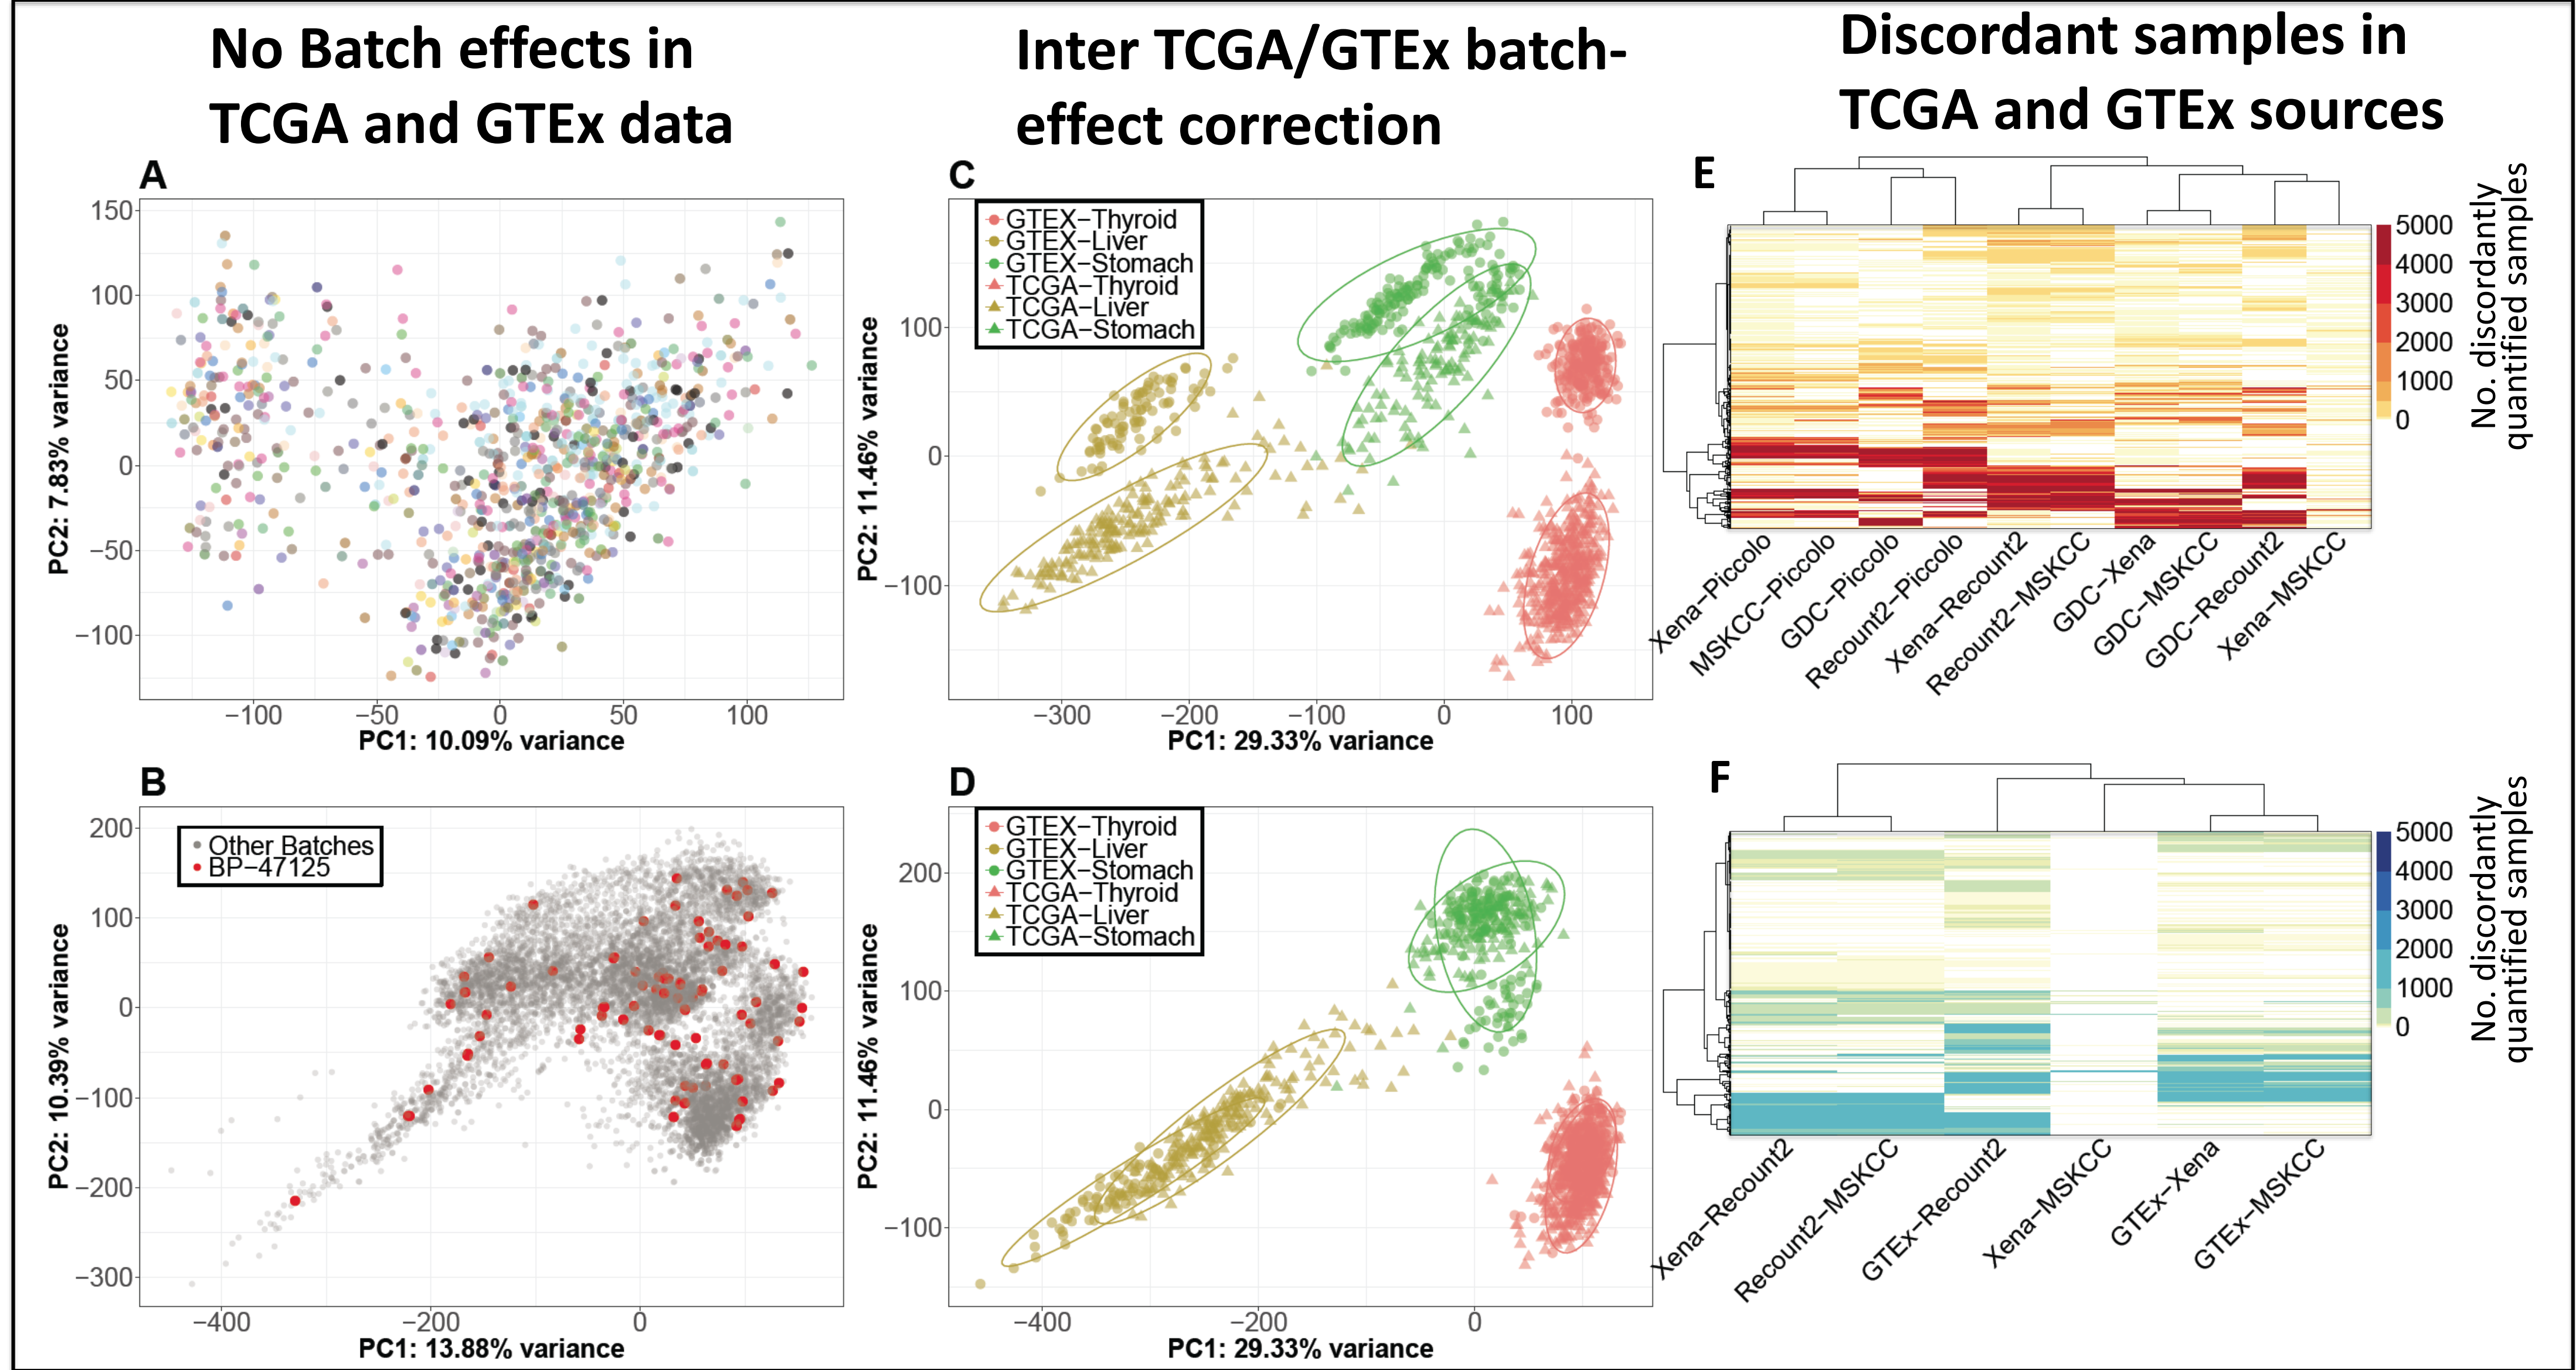 No Batch effects in
TCGA and GTEx data
Inter TCGA/GTEx batch-
effect correction
Discordant samples in
TCGA and GTEx sources
A
150
100
50
0
−50
−100
PC2: 7.83% variance
−100
−50
0
50
100
PC1: 10.09% variance
C
GTEX−Thyroid
GTEX−Liver
GTEX−Stomach
TCGA−Thyroid
TCGA−Liver
TCGA−Stomach
100
0
−100
PC2: 11.46% variance
−300
−200
−100
0
100
PC1: 29.33% variance
E
5000
4000
3000
2000
1000
0
No. discordantly
quantified samples
Xena−Piccolo
MSKCC−Piccolo
GDC−Piccolo
Recount2−Piccolo
Xena−Recount2
Recount2−MSKCC
GDC−Xena
GDC−MSKCC
GDC−Recount2
Xena−MSKCC
B
Other Batches
BP−47125
200
100
0
−100
−200
−300
PC2: 10.39% variance
−400
−200
0
PC1: 13.88% variance
D
GTEX−Thyroid
GTEX−Liver
GTEX−Stomach
TCGA−Thyroid
TCGA−Liver
TCGA−Stomach
200
100
0
−100
PC2: 11.46% variance
−400
−200
0
PC1: 29.33% variance
F
5000
4000
3000
2000
1000
0
No. discordantly
quantified samples
Xena−Recount2
Recount2−MSKCC
GTEx−Recount2
Xena−MSKCC
GTEx−Xena
GTEx−MSKCC